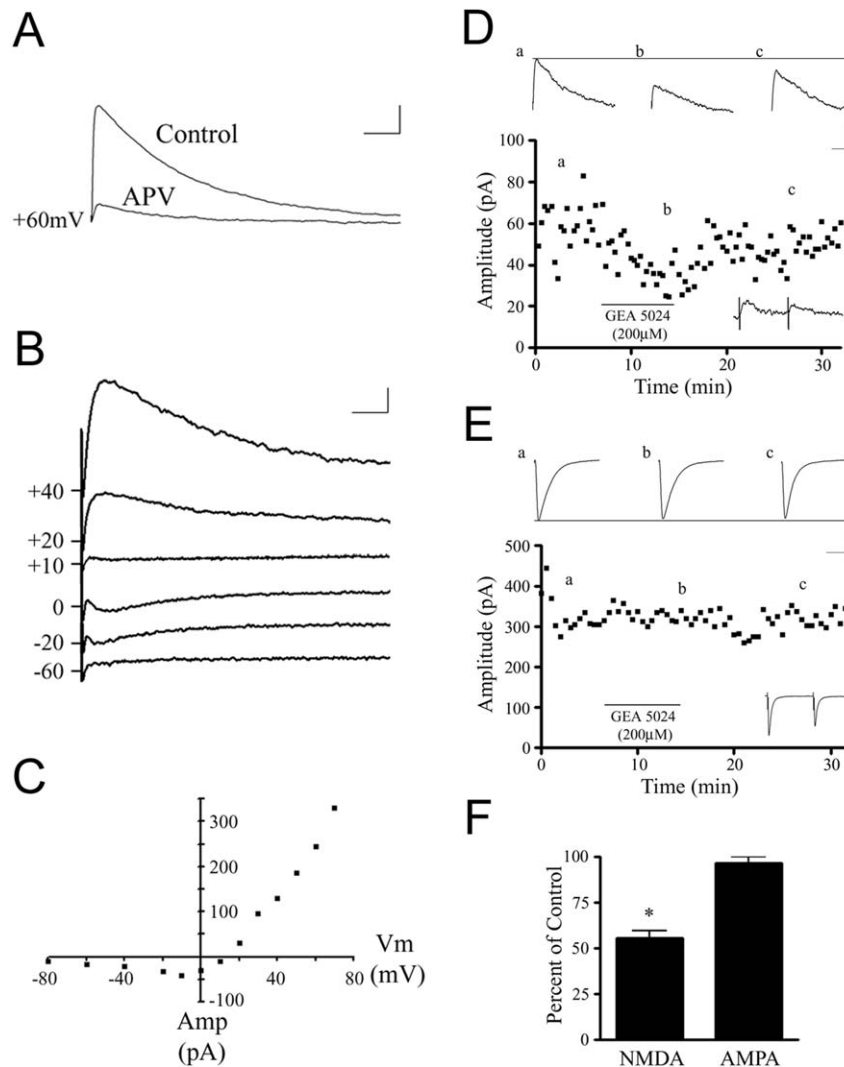 A
Control
APV
+60mV
B
+40
+20
+10
0
-20
-60
C
300
200
100
-80
-40
40
80
-100
Vm
(mV)
Amp
(pA)
D
a
b
c
100
80
60
40
20
0
Amplitude (pA)
a
b
c
GEA 5024
(200µM)
0
10
20
30
Time (min)
E
a
b
c
500
400
300
200
100
0
Amplitude (pA)
a
b
c
GEA 5024
(200µM)
0
10
20
30
Time (min)
F
100
75
50
25
0
Percent of Control
*
NMDA
AMPA